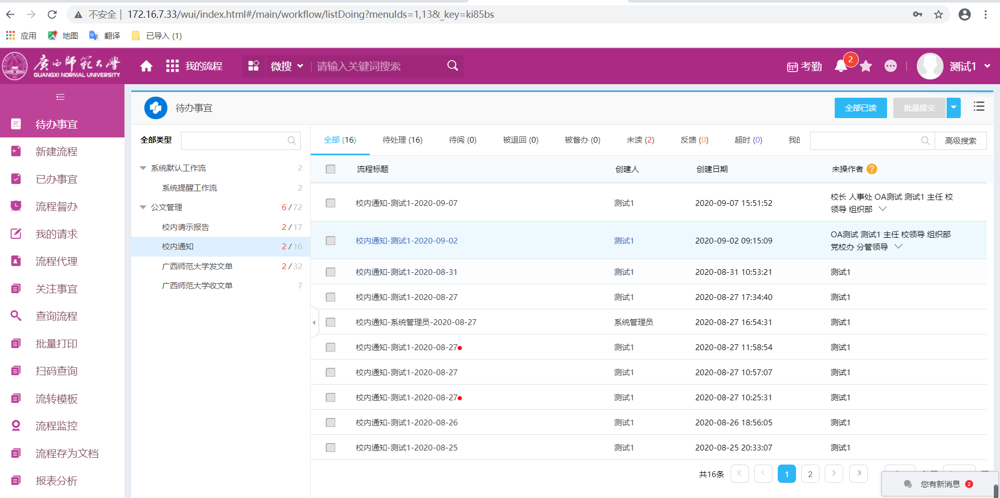 不安全 | 172.16.7.33/wui/index.html#/main/workflow/listDoing?menuIds=1,13&_key=ki85bs
应用 地图 翻译 已导入 (1)
廣西師範大學
GUANGXI NORMAL UNIVERSITY
我的流程 微搜 请输入关键词搜索 考勤 2 测试1
待办事宜
新建流程
已办事宜
流程督办
我的请求
流程代理
关注事宜
查询流程
批量打印
扫码查询
流转模板
流程监控
流程存为文档
报表分析
待办事宜 全部已读 批量提交
全部类型
系统默认工作流 2
系统提醒工作流 2
公文管理 6/72
校内请示报告 2/17
校内通知 2/16
广西师范大学发文单 2/32
广西师范大学收文单 7
全部 (16) 待处理 (16) 待阅 (0) 被退回 (0) 被督办 (0) 未读 (2) 反馈 (0) 超时 (0) 我的 高级搜索
流程标题 创建人 创建日期 未操作者 ?
校内通知-测试1-2020-09-07 测试1 2020-09-07 15:51:52 校长 人事处 OA测试 测试1 主任 校
领导 组织部
校内通知-测试1-2020-09-02 测试1 2020-09-02 09:15:09 OA测试 测试1 主任 校领导 组织部
党校办 分管领导
校内通知-测试1-2020-08-31 测试1 2020-08-31 10:53:21 测试1
校内通知-测试1-2020-08-27 测试1 2020-08-27 17:34:40 测试1
校内通知-系统管理员-2020-08-27 系统管理员 2020-08-27 16:54:31 测试1
校内通知-测试1-2020-08-27 测试1 2020-08-27 11:58:54 测试1
校内通知-测试1-2020-08-27 测试1 2020-08-27 10:57:07 测试1
校内通知-测试1-2020-08-27 测试1 2020-08-27 10:25:31 测试1
校内通知-测试1-2020-08-26 测试1 2020-08-26 18:56:05 测试1
校内通知-测试1-2020-08-25 测试1 2020-08-25 20:33:07 测试1
共16条 1 2
您有新消息 2